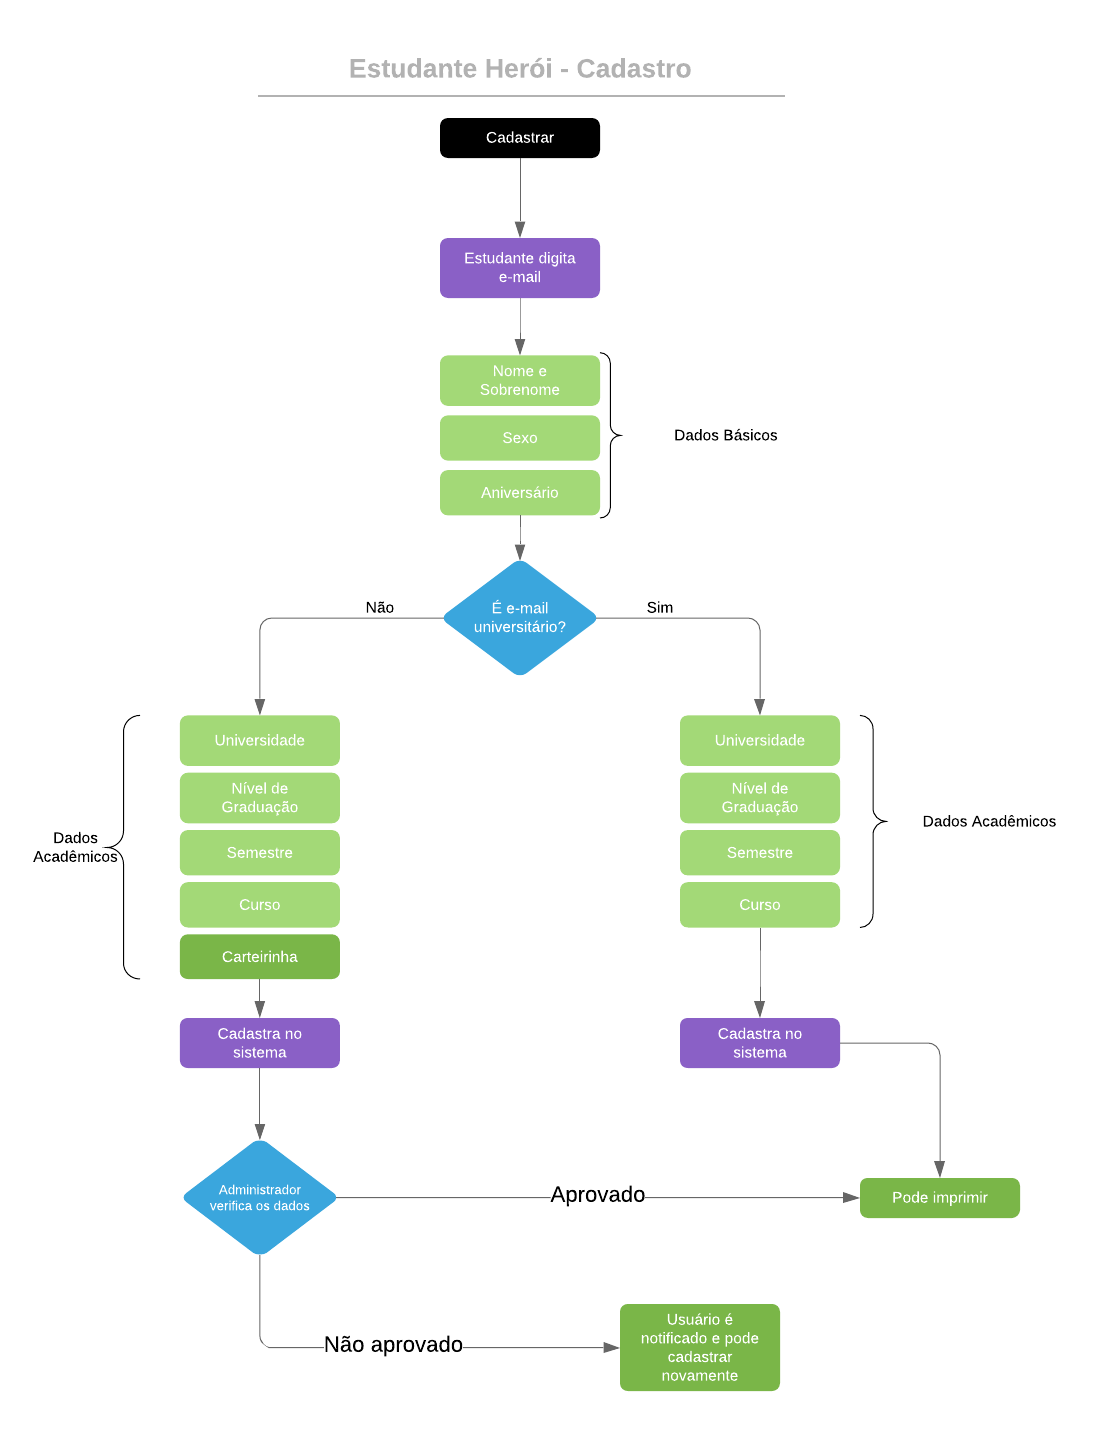 Estudante Herói - Cadastro
Cadastrar
Estudante digita
e-mail
Nome e
Sobrenome
Sexo
Aniversário
Dados Básicos
É e-mail
universitário?
Não
Sim
Dados
Acadêmicos
Universidade
Nível de
Graduação
Semestre
Curso
Carteirinha
Cadastra no
sistema
Universidade
Nível de
Graduação
Semestre
Curso
Dados Acadêmicos
Cadastra no
sistema
Administrador
verifica os dados
Aprovado
Pode imprimir
Não aprovado
Usuário é
notificado e pode
cadastrar
novamente